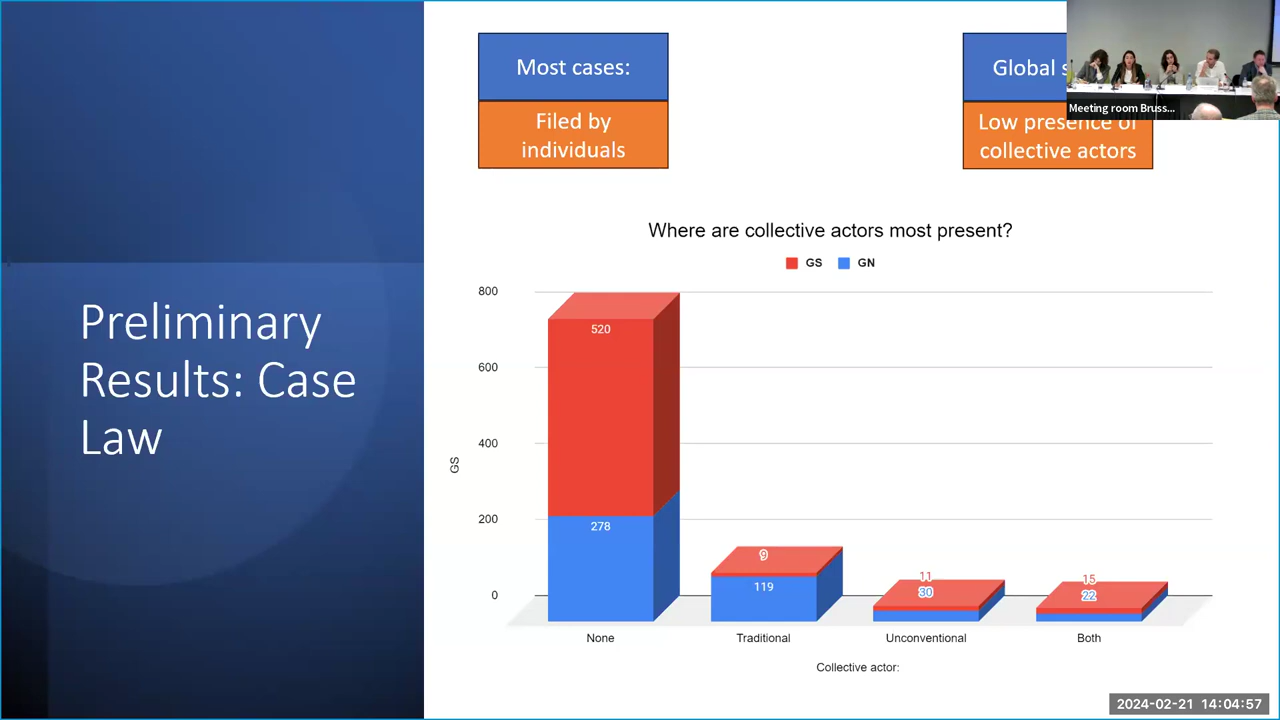 Most cases:
Filed by
individuals
Global s
Meeting room Bruss...
Low presence of
collective actors
Preliminary
Results: Case
Law
Where are collective actors most present?
GS GN
800
600
400
200
0
GS
520
278
9
119
11
30
15
22
None Traditional Unconventional Both
Collective actor:
2024-02-21 14:04:57